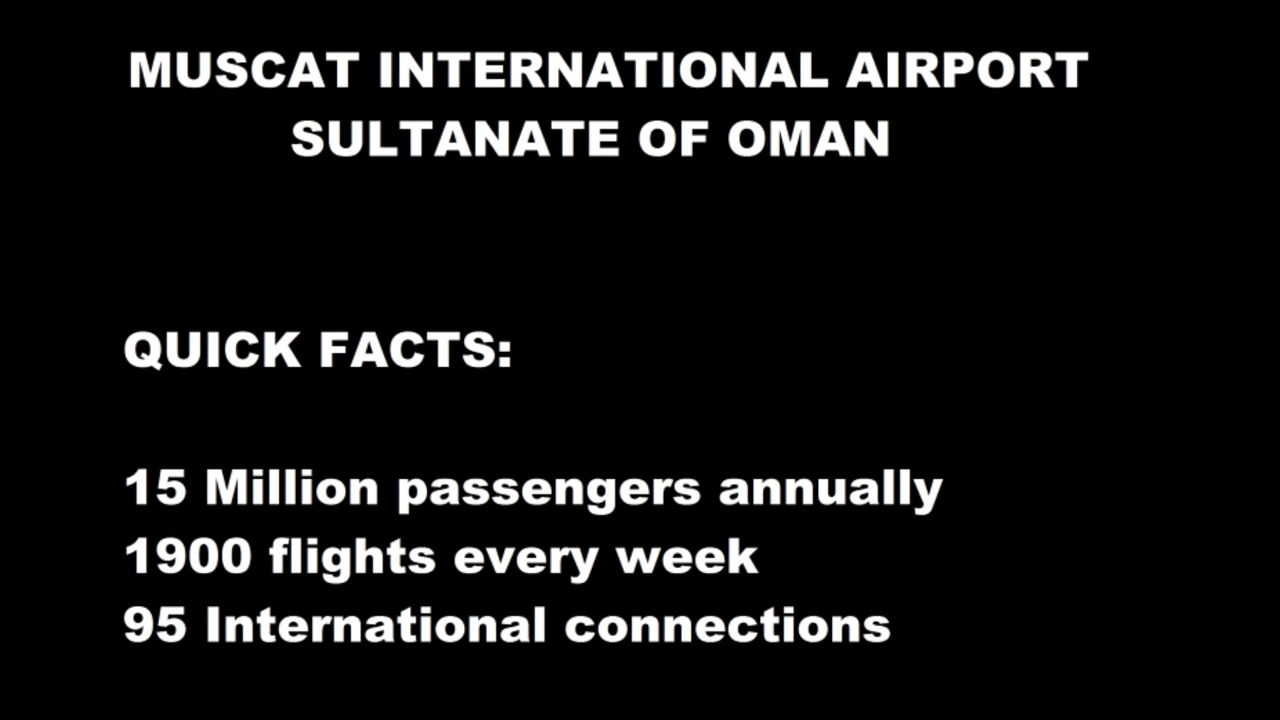 MUSCAT INTERNATIONAL AIRPORT
SULTANATE OF OMAN
QUICK FACTS:
15 Million passengers annually
1900 flights every week
95 International connections